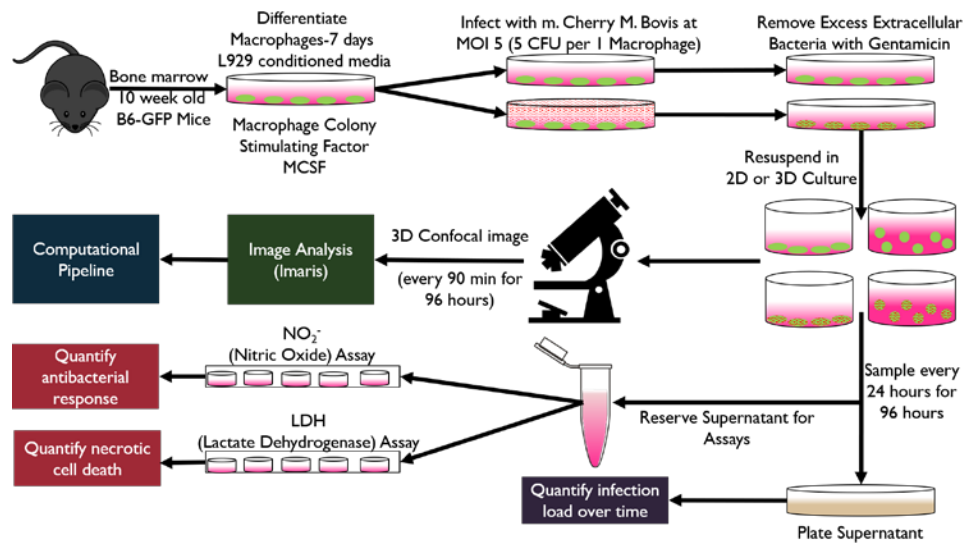 Differentiate
Macrophages-7 days
L929 conditioned media
Infect with m. Cherry M. Bovis at
MOI 5 (5 CFU per 1 Macrophage)
Remove Excess Extracellular
Bacteria with Gentamicin
Bone marrow
10 week old
B6-GFP Mice
Macrophage Colony
Stimulating Factor
MCSF
Resuspend in
2D or 3D Culture
Computational
Pipeline
Image Analysis
(Imaris)
3D Confocal image
(every 90 min for
96 hours)
NO2-
(Nitric Oxide) Assay
Quantify
antibacterial
response
Sample every
24 hours for
96 hours
Reserve Supernatant for
Assays
LDH
(Lactate Dehydrogenase) Assay
Quantify necrotic
cell death
Quantify infection
load over time
Plate Supernatant